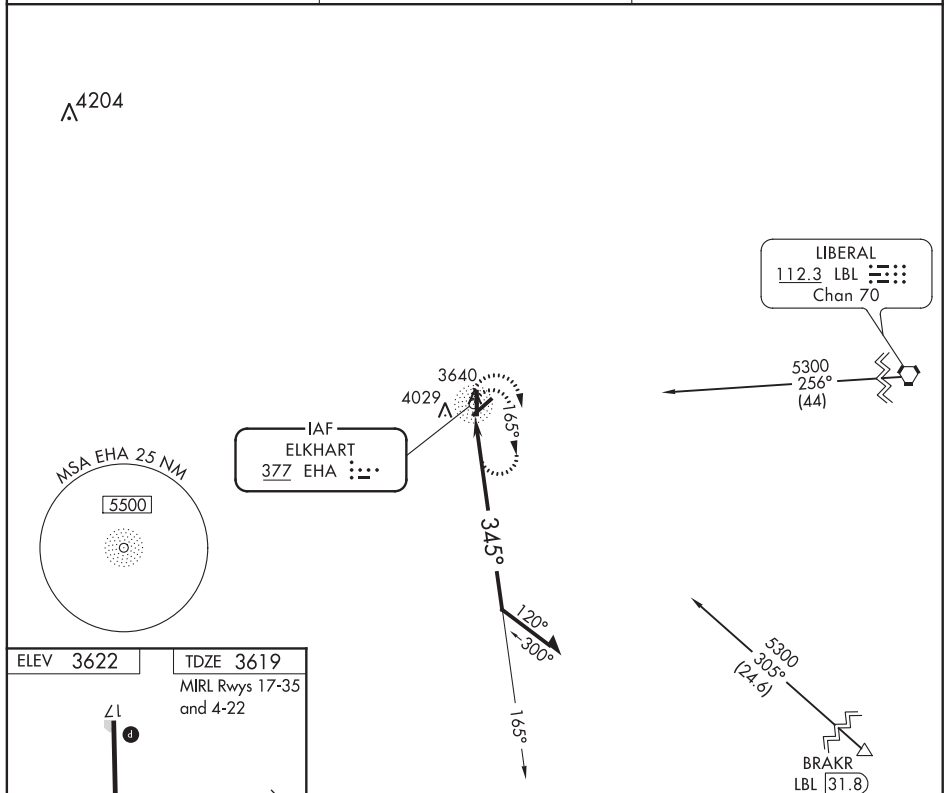 4204
LIBERAL
112.3 LBL
Chan 70
5300
256°
(44)
3640
4029
165°
IAF
ELKHART
377 EHA
MSA EHA 25 NM
5500
345°
120°
300°
165°
5300
305°
(24.6)
BRAKR
LBL 31.8
ELEV 3622
TDZE 3619
MIRL Rwys 17-35
and 4-22
17
P